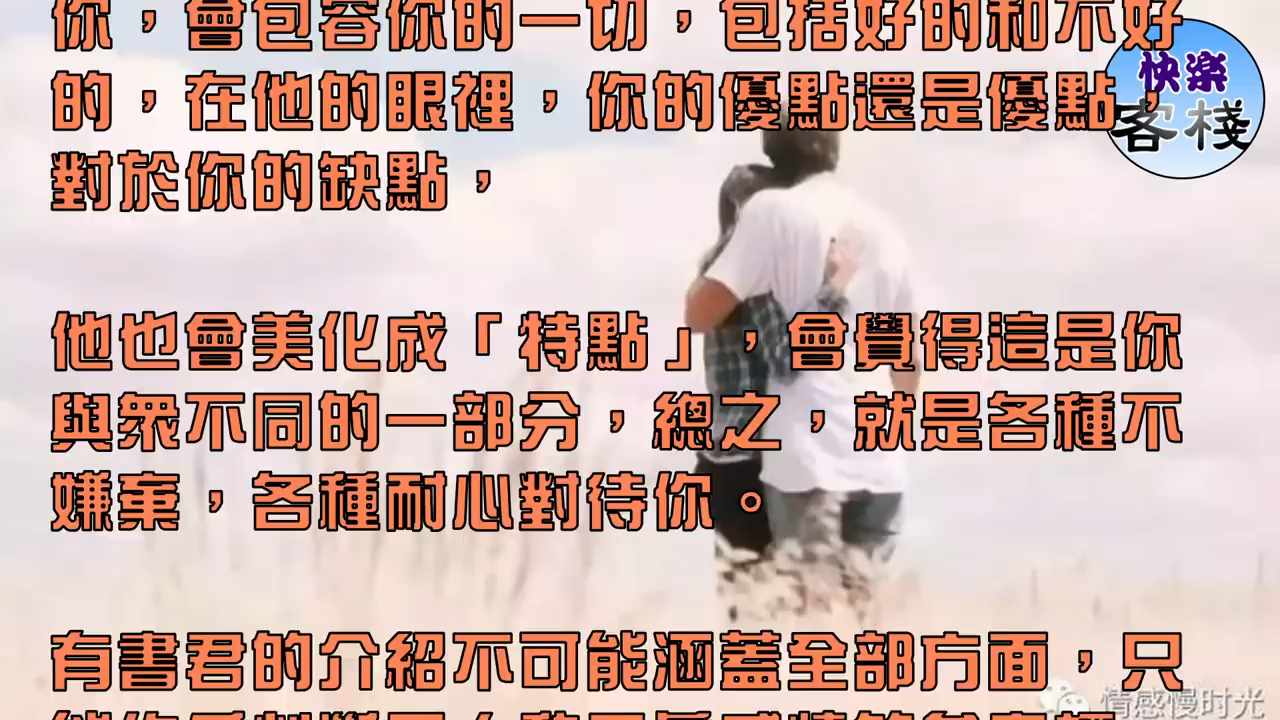 你，會包容你的一切，包括好的和不好
的，在他的眼裡，你的優點還是優點，
對於你的缺點，
他也會美化成「特點」，會覺得這是你
與眾不同的一部分，總之，就是各種不
嫌棄，各種耐心對待你。
有書君的介紹不可能涵蓋全部方面，只
快樂
客棧
情感慢时光